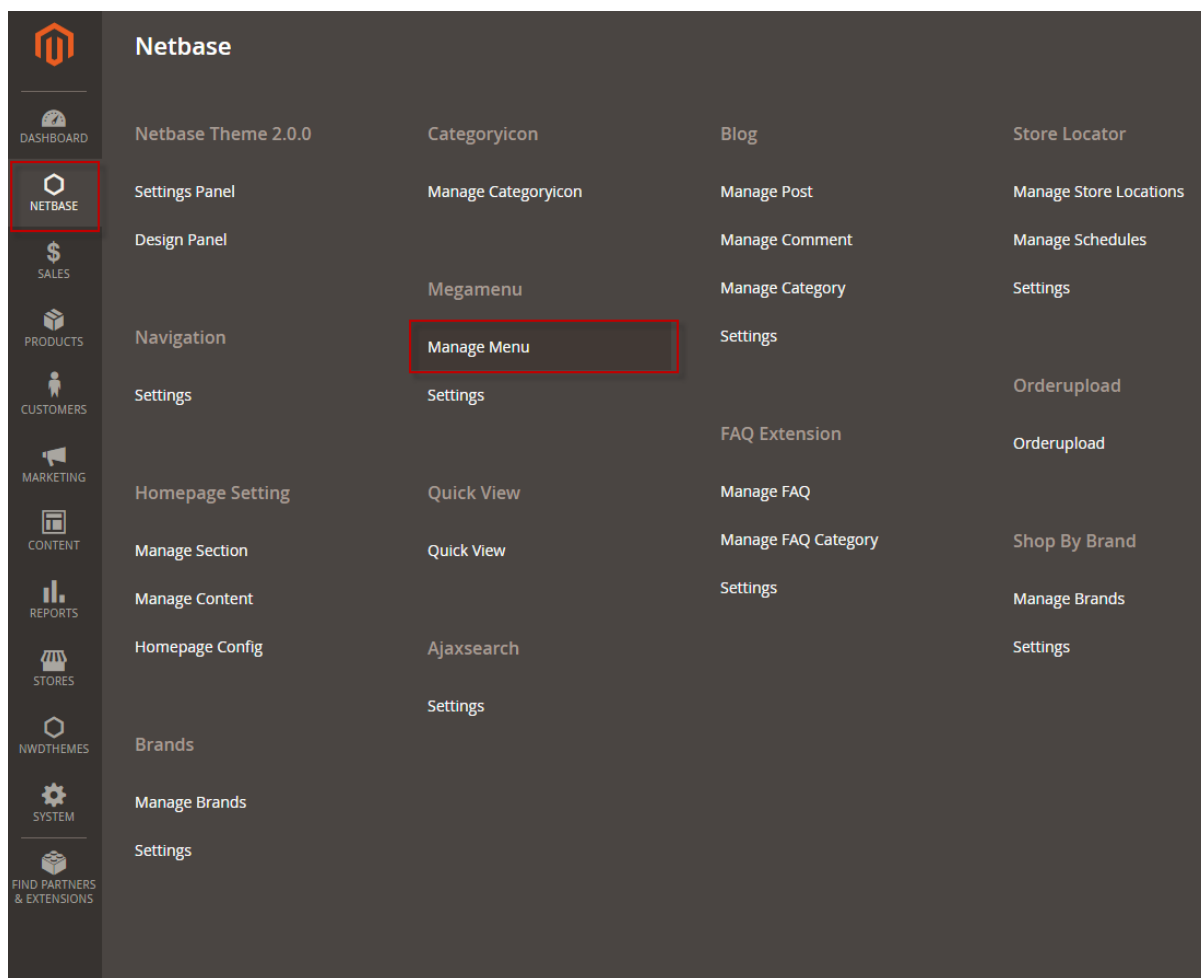 DASHBOARD
NETBASE
SALES
PRODUCTS
CUSTOMERS
MARKETING
CONTENT
REPORTS
STORES
NWDTHEMES
SYSTEM
FIND PARTNERS
& EXTENSIONS
Netbase
Netbase Theme 2.0.0
Settings Panel
Design Panel
Navigation
Settings
Homepage Setting
Manage Section
Manage Content
Homepage Config
Brands
Manage Brands
Settings
Categoryicon
Manage Categoryicon
Megamenu
Manage Menu
Settings
Quick View
Quick View
Ajaxsearch
Settings
Blog
Manage Post
Manage Comment
Manage Category
Settings
FAQ Extension
Manage FAQ
Manage FAQ Category
Settings
Store Locator
Manage Store Locations
Manage Schedules
Settings
Orderupload
Orderupload
Shop By Brand
Manage Brands
Settings